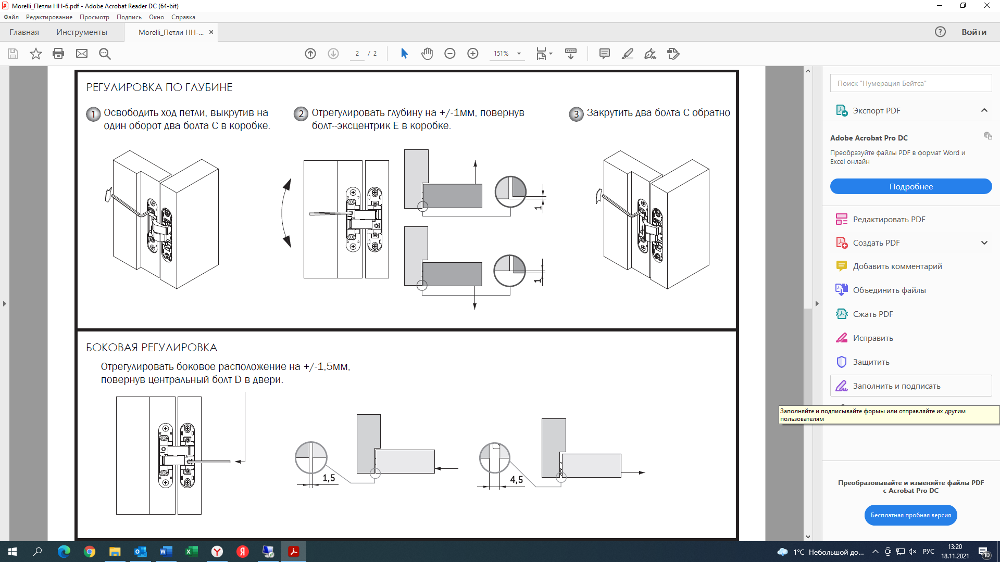 Morelli_Петли HH-6.pdf - Adobe Acrobat Reader DC (64-bit)
Файл Редактирование Просмотр Подпись Окно Справка
Главная Инструменты Morelli_Петли HH-... × ? Войти
2 / 2 151%
РЕГУЛИРОВКА ПО ГЛУБИНЕ
1 Освободить ход петли, выкрутив на
один оборот два болта С в коробке.
2 Отрегулировать глубину на +/-1мм, повернув
болт--эксцентрик Е в коробке.
3 Закрутить два болта С обратно
1
1
БОКОВАЯ РЕГУЛИРОВКА
Отрегулировать боковое расположение на +/-1,5мм,
повернув центральный болт D в двери.
1,5
4,5
Поиск "Нумерация Бейтса"
Экспорт PDF
Adobe Acrobat Pro DC
Преобразуйте файлы PDF в формат Word и
Excel онлайн
Подробнее
Редактировать PDF
Создать PDF
Добавить комментарий
Объединить файлы
Сжать PDF
Исправить
Защитить
Заполнить и подписать
Заполняйте и подписывайте формы или отправляйте их другим
пользователям
Преобразовывайте и изменяйте файлы PDF
с Acrobat Pro DC
Бесплатная пробная версия
1°C Небольшой до... РУС
13:20
18.11.2021
10